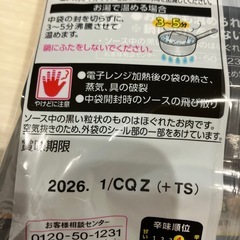 お湯で温める場合
中袋の封を切らずに、
3〜5分沸騰させて
温めます。
鍋にふたをしないでください。
3〜5分
やけどに注意
●電子レンジ加熱後の袋の熱さ、
蒸気、具の破裂
●中袋開封時のソースの飛び散り
ソース中の黒い粒状のものはほぐれたお肉です。
空気抜きのため、外袋のシール部の一部をあけています。
賞味期限
2026. 1/CQZ (+TS)
お客様相談センター
0120-50-1231
辛味順位